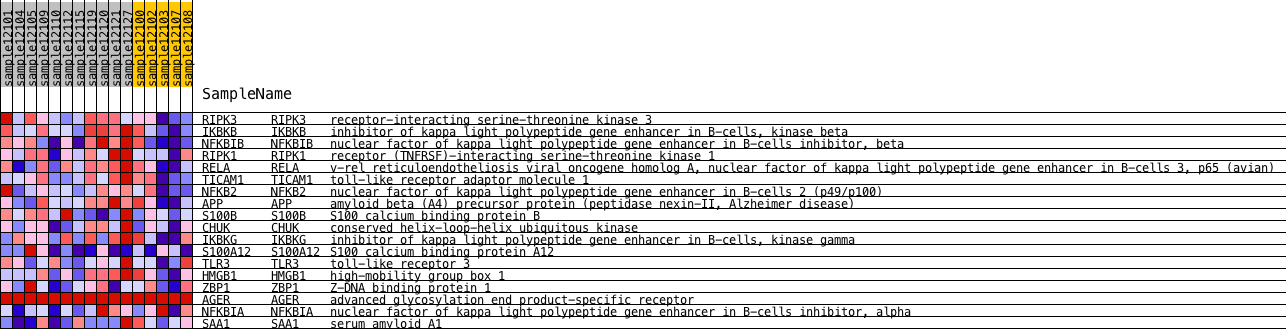 sample12101
sample12104
sample12105
sample12109
sample12110
sample12112
sample12115
sample12119
sample12120
sample12121
sample12127
sample12100
sample12102
sample12103
sample12107
sample12108
SampleName
RIPK3 RIPK3 receptor-interacting serine-threonine kinase 3
IKBKB IKBKB inhibitor of kappa light polypeptide gene enhancer in B-cells, kinase beta
NFKBIB NFKBIB nuclear factor of kappa light polypeptide gene enhancer in B-cells inhibitor, beta
RIPK1 RIPK1 receptor (TNFRSF)-interacting serine-threonine kinase 1
RELA RELA v-rel reticuloendotheliosis viral oncogene homolog A, nuclear factor of kappa light polypeptide gene enhancer in B-cells 3, p65 (avian)
TICAM1 TICAM1 toll-like receptor adaptor molecule 1
NFKB2 NFKB2 nuclear factor of kappa light polypeptide gene enhancer in B-cells 2 (p49/p100)
APP APP amyloid beta (A4) precursor protein (peptidase nexin-II, Alzheimer disease)
S100B S100B S100 calcium binding protein B
CHUK CHUK conserved helix-loop-helix ubiquitous kinase
IKBKG IKBKG inhibitor of kappa light polypeptide gene enhancer in B-cells, kinase gamma
S100A12 S100A12 S100 calcium binding protein A12
TLR3 TLR3 toll-like receptor 3
HMGB1 HMGB1 high-mobility group box 1
ZBP1 ZBP1 Z-DNA binding protein 1
AGER AGER advanced glycosylation end product-specific receptor
NFKBIA NFKBIA nuclear factor of kappa light polypeptide gene enhancer in B-cells inhibitor, alpha
SAA1 SAA1 serum amyloid A1